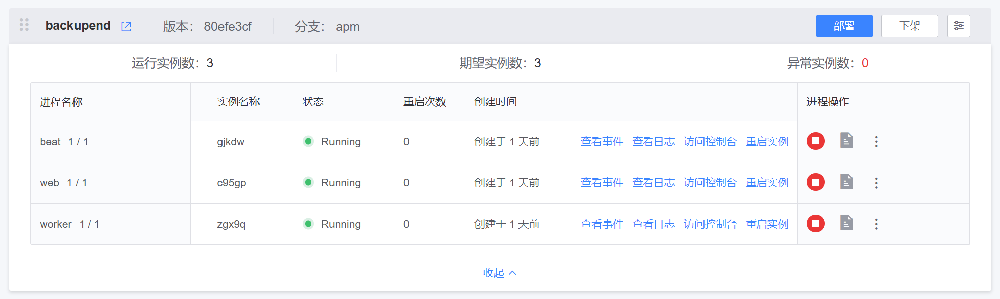 backupend 版本： 80efe3cf 分支： apm 部署 下架
运行实例数：3 期望实例数：3 异常实例数：0
进程名称 实例名称 状态 重启次数 创建时间 进程操作
beat 1 / 1 gjkdw Running 0 创建于 1 天前 查看事件 查看日志 访问控制台 重启实例
web 1 / 1 c95gp Running 0 创建于 1 天前 查看事件 查看日志 访问控制台 重启实例
worker 1 / 1 zgx9q Running 0 创建于 1 天前 查看事件 查看日志 访问控制台 重启实例
收起